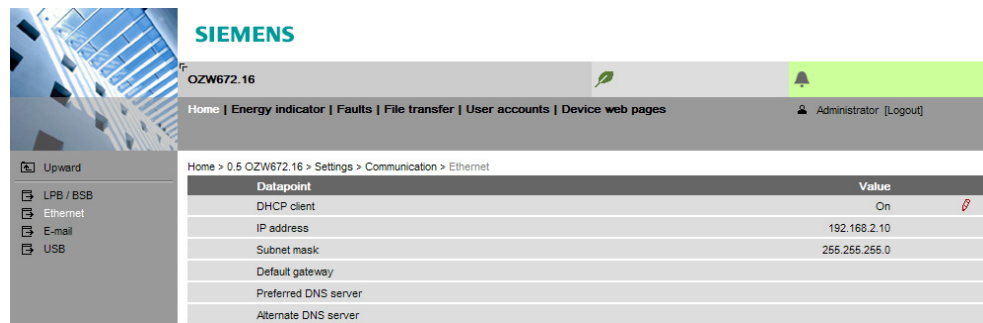 SIEMENS
OZW672.16
Home | Energy indicator | Faults | File transfer | User accounts | Device web pages
Administrator [Logout]
Upward
LPB / BSB
Ethernet
E-mail
USB
Home > 0.5 OZW672.16 > Settings > Communication > Ethernet
Datapoint Value
DHCP client On
IP address 192.168.2.10
Subnet mask 255.255.255.0
Default gateway
Preferred DNS server
Alternate DNS server